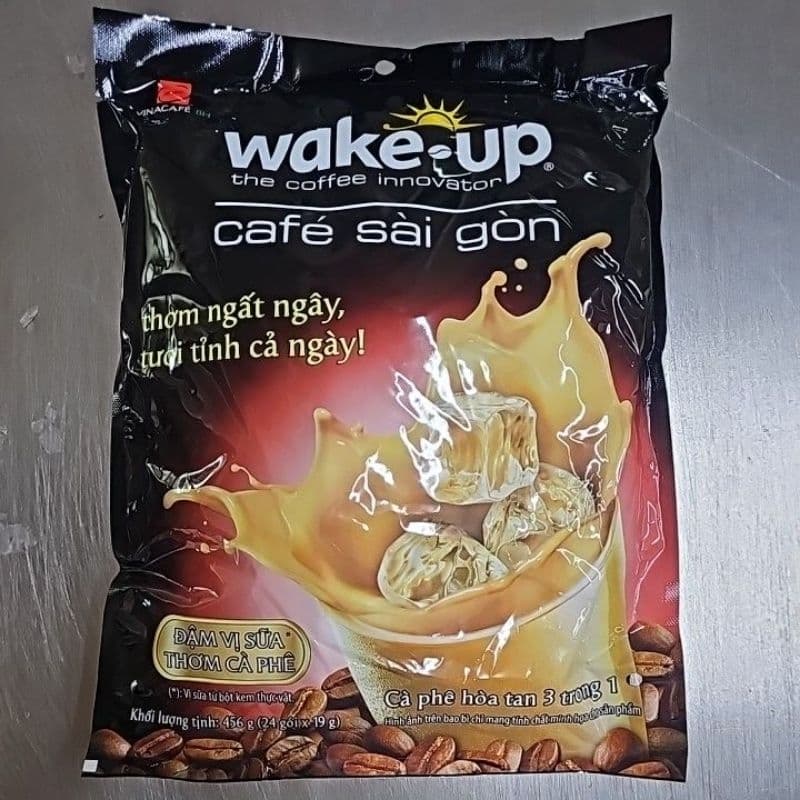 VINACAFÉ BH
wake-up®
the coffee innovator
café sài gòn
thơm ngất ngây,
tươi tỉnh cả ngày!
ĐẬM VỊ SỮA*
THƠM CÀ PHÊ
(*): Vị sữa từ bột kem thực vật.
Khối lượng tịnh: 456 g (24 gói x 19 g)
Cà phê hòa tan 3 trong 1
Hình ảnh trên bao bì chỉ mang tính chất minh họa cho sản phẩm